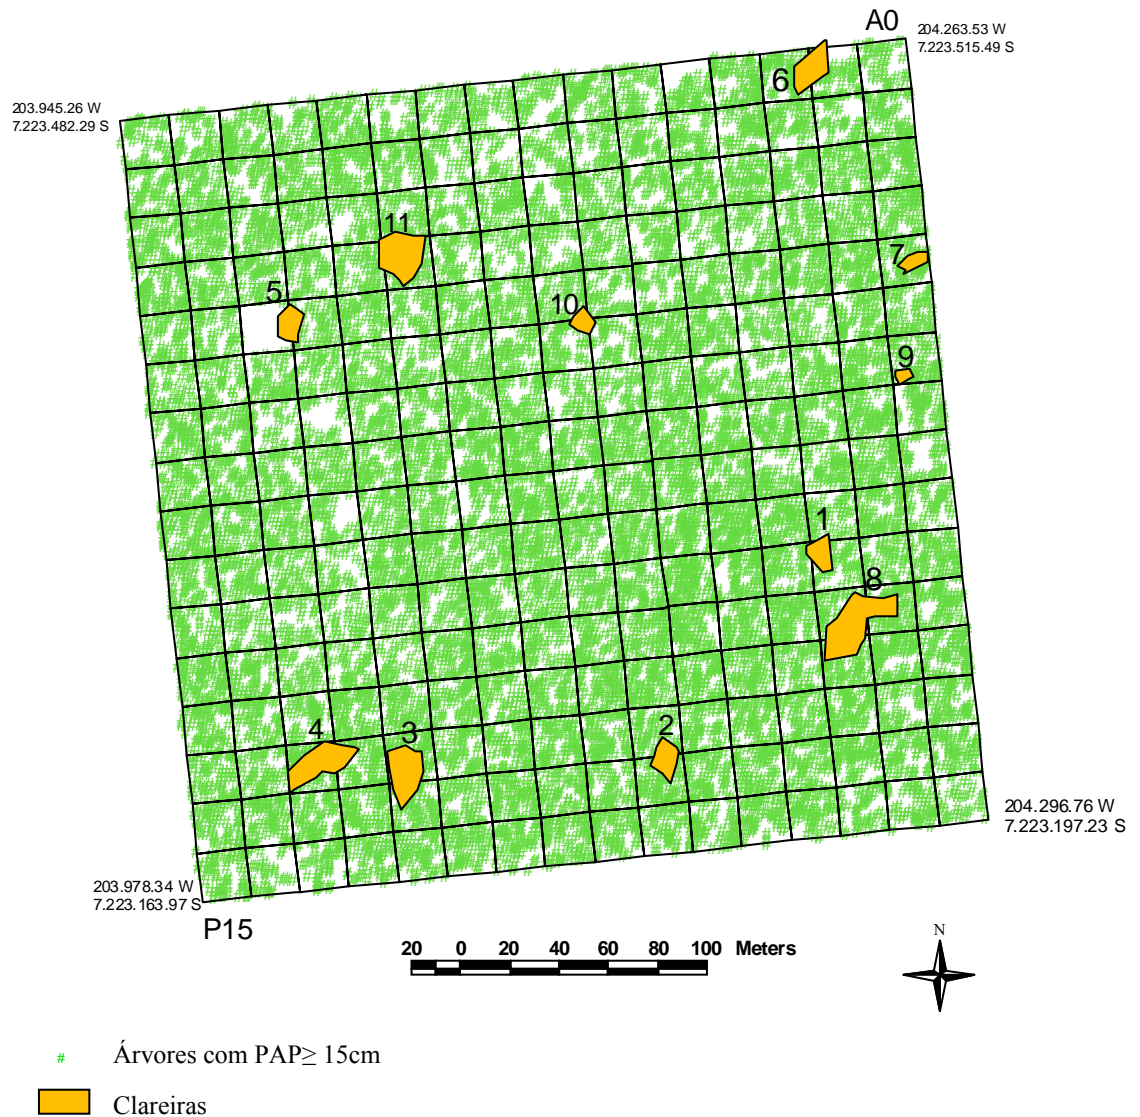 A0
204.263.53 W
7.223.515.49 S
6
203.945.26 W
7.223.482.29 S
11
7
5
10
9
1
8
2
4
3
204.296.76 W
7.223.197.23 S
203.978.34 W
7.223.163.97 S
P15
N
20 0 20 40 60 80 100 Meters
# Árvores com PAP≥ 15cm
Clareiras